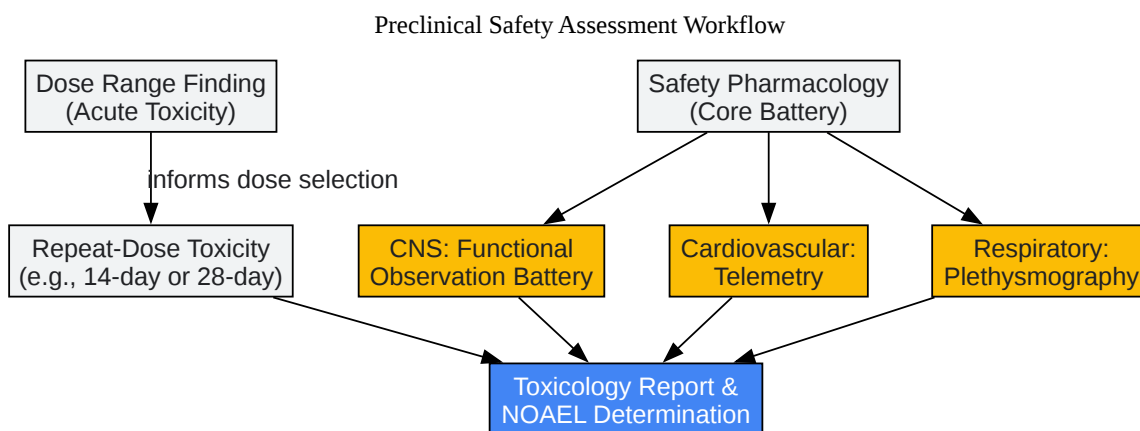 Preclinical Safety Assessment Workflow
Dose Range Finding
(Acute Toxicity)
Safety Pharmacology
(Core Battery)
informs dose selection
Repeat-Dose Toxicity
(e.g., 14-day or 28-day)
CNS: Functional
Observation Battery
Cardiovascular:
Telemetry
Respiratory:
Plethysmography
Toxicology Report &
NOAEL Determination